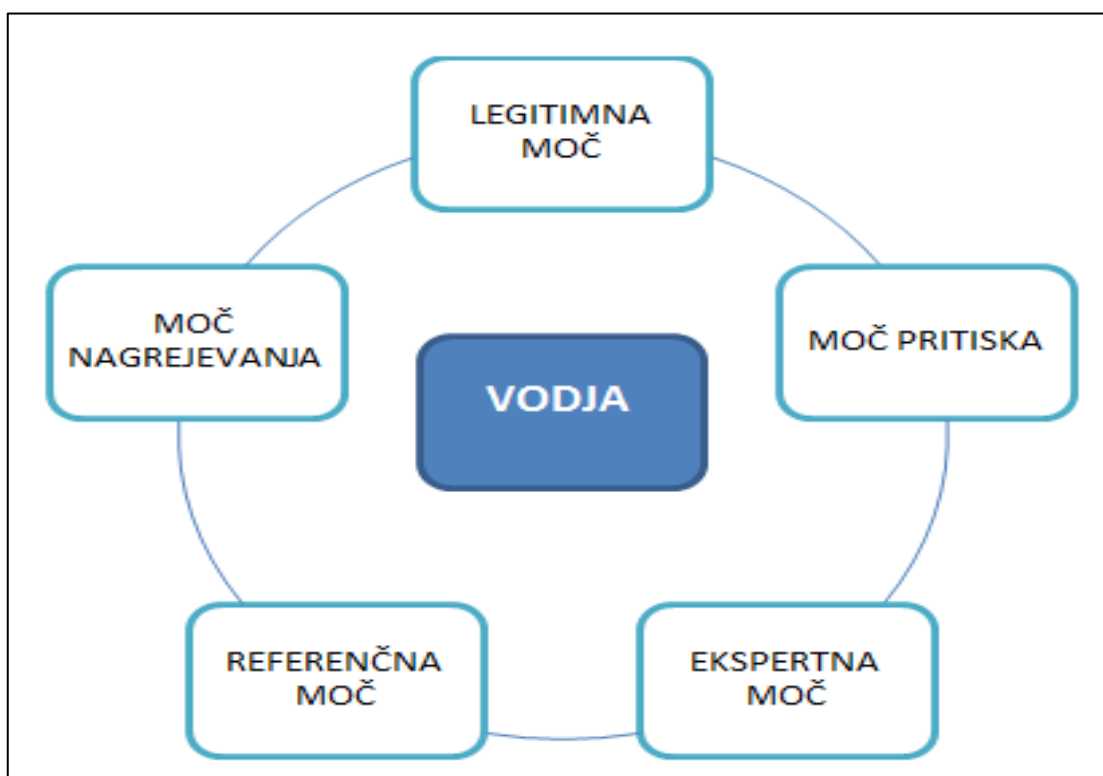 LEGITIMNA
MOČ
MOČ
NAGREJEVANJA
MOČ PRITISKA
VODJA
REFERENČNA
MOČ
EKSPERTNA
MOČ